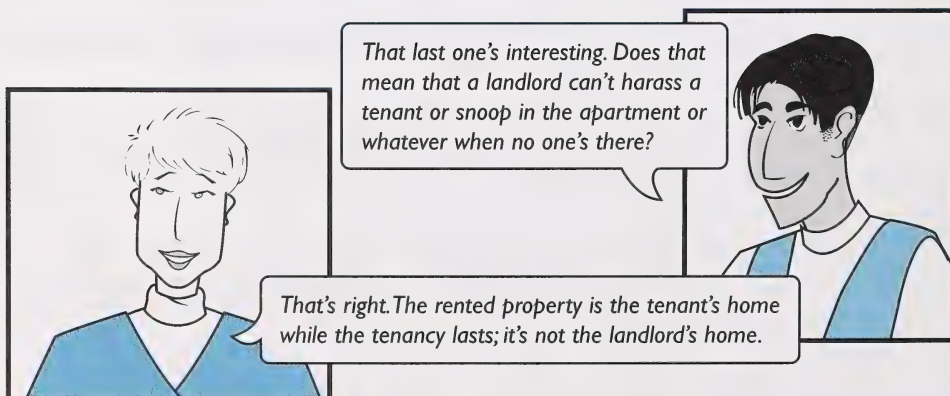 That last one's interesting. Does that
mean that a landlord can't harass a
tenant or snoop in the apartment or
whatever when no one's there?
That's right. The rented property is the tenant's home
while the tenancy lasts; it's not the landlord's home.